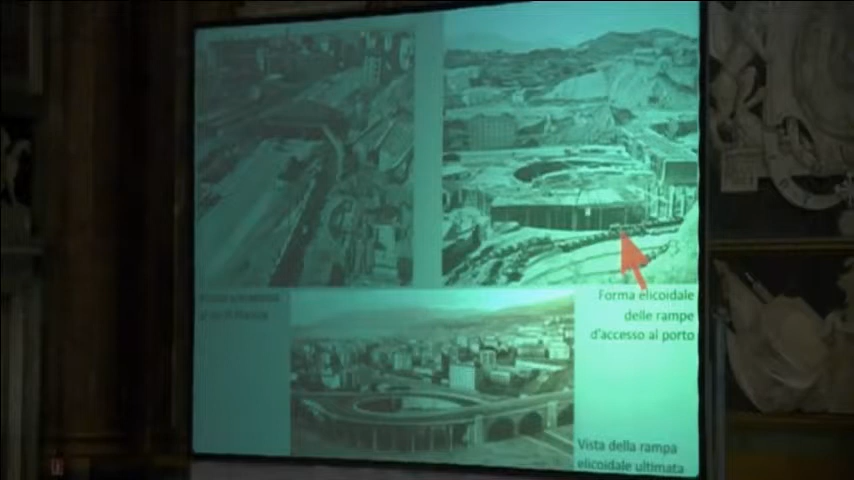 Forma elicoidale
delle rampe
d'accesso al porto
Vista della rampa
elicoidale ultimata